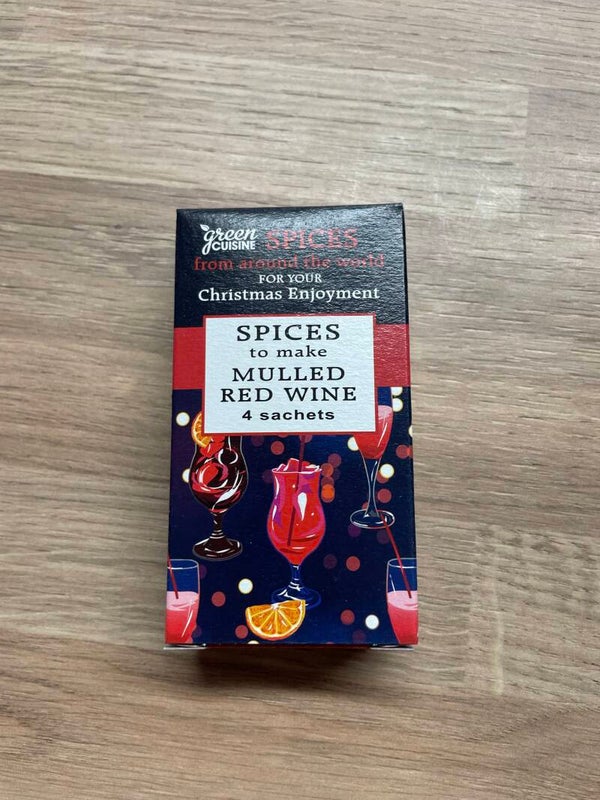 green
CUISINE
SPICES
from around the world
FOR YOUR
Christmas Enjoyment
SPICES
to make
MULLED
RED WINE
4 sachets